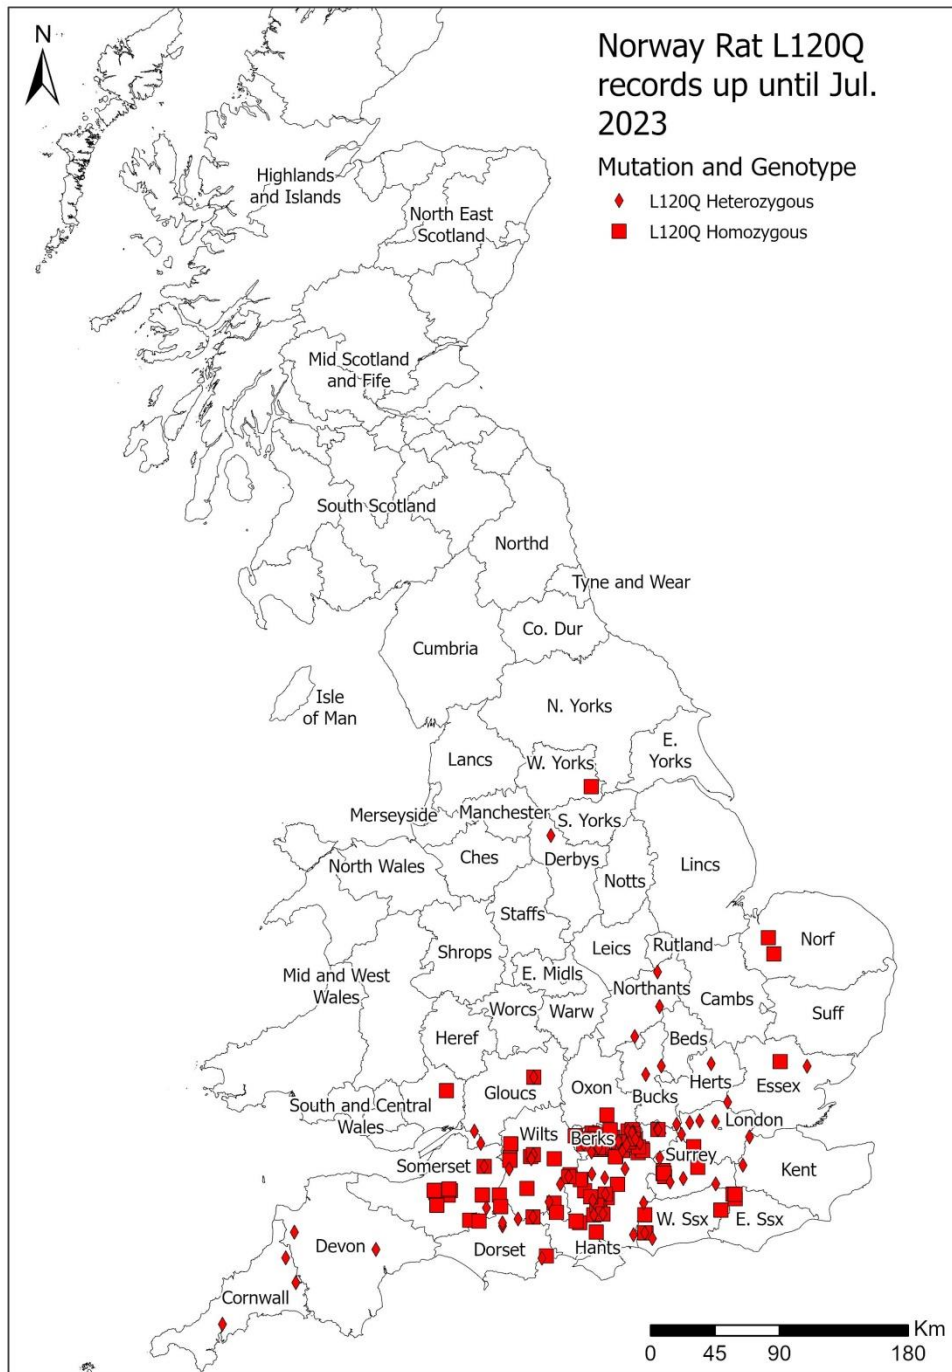 N
Norway Rat L120Q
records up until Jul.
2023
Mutation and Genotype
L120Q Heterozygous
L120Q Homozygous
Highlands
and Islands
North East
Scotland
Mid Scotland
and Fife
South Scotland
Northd
Tyne and Wear
Co. Dur
Cumbria
Isle
of Man
N. Yorks
E.
Yorks
Lancs
W. Yorks
Merseyside
Manchester
S. Yorks
North Wales
Ches
Derbys
Notts
Lincs
Staffs
Shrops
Leics
Rutland
Norf
Mid and West
Wales
E. Midls
Northants
Cambs
Worcs
Warw
Suff
Heref
Beds
Gloucs
Oxon
Bucks
Herts
Essex
South and Central
Wales
London
Wilts
Berks
Surrey
Somerset
Kent
W. Ssx
E. Ssx
Devon
Dorset
Hants
Cornwall
Km
0 45 90 180